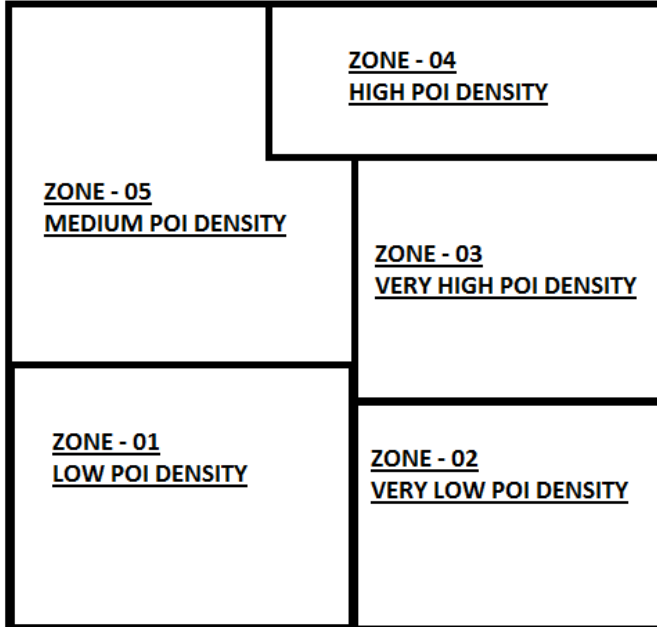 ZONE - 04
HIGH POI DENSITY
ZONE - 05
MEDIUM POI DENSITY
ZONE - 03
VERY HIGH POI DENSITY
ZONE - 01
LOW POI DENSITY
ZONE - 02
VERY LOW POI DENSITY